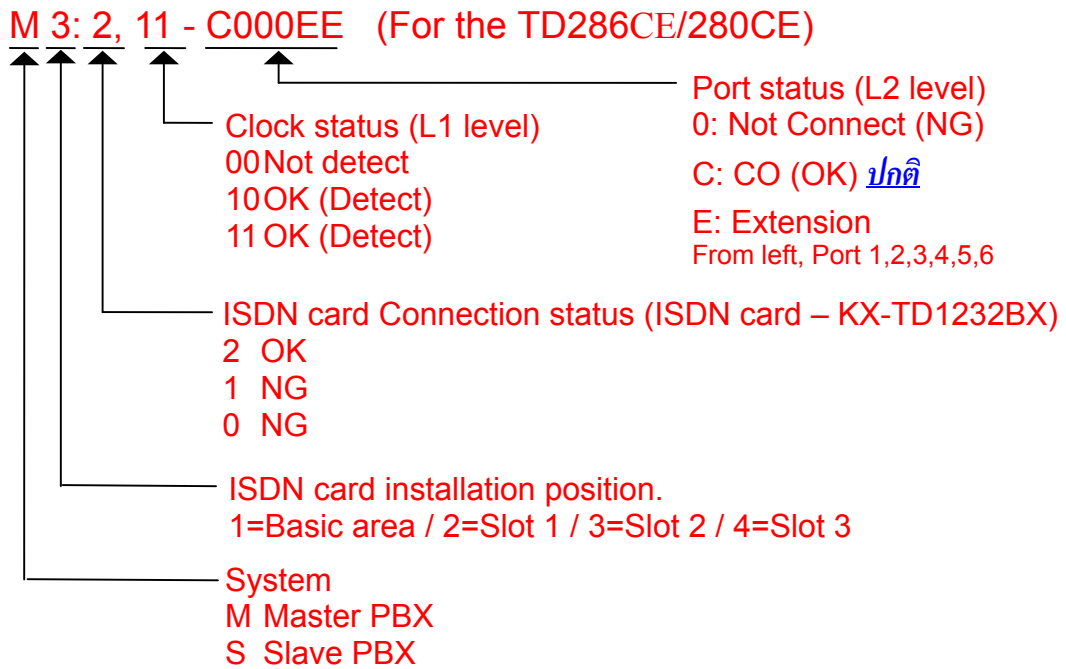 M 3: 2, 11 - C000EE (For the TD286CE/280CE)
Port status (L2 level)
0: Not Connect (NG)
C: CO (OK) ปกติ
E: Extension
From left, Port 1,2,3,4,5,6
Clock status (L1 level)
00 Not detect
10 OK (Detect)
11 OK (Detect)
ISDN card Connection status (ISDN card – KX-TD1232BX)
2 OK
1 NG
0 NG
ISDN card installation position.
1=Basic area / 2=Slot 1 / 3=Slot 2 / 4=Slot 3
System
M Master PBX
S Slave PBX